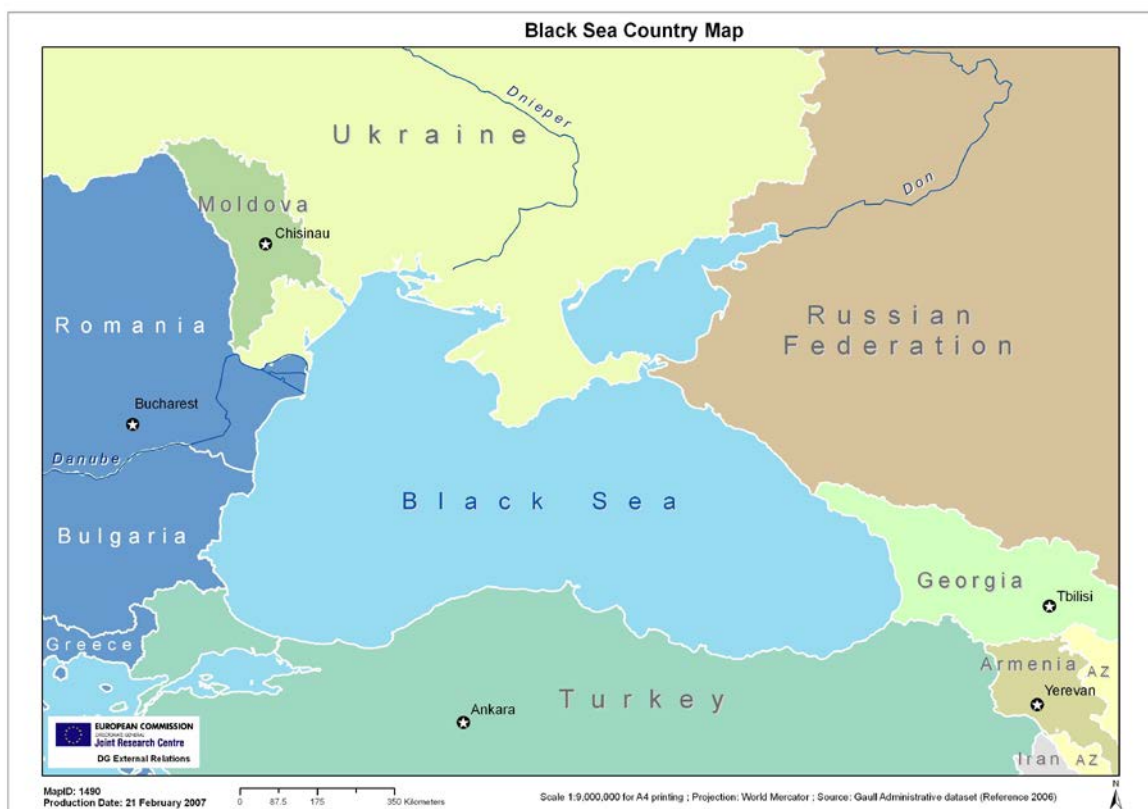 Black Sea Country Map
Dnieper
Ukraine
Don
Moldova
Chisinau
Romania
Russian
Federation
Bucharest
Danube
Black Sea
Bulgaria
Georgia
Tbilisi
Greece
Armenia
AZ
Turkey
Yerevan
Ankara
Iran
AZ
EUROPEAN COMMISSION
DIRECTORATE GENERAL
Joint Research Centre
DG External Relations
N
MapID: 1490
Production Date: 21 February 2007
0 87.5 175 350 Kilometers
Scale 1:9,000,000 for A4 printing ; Projection: World Mercator ; Source: Gaull Administrative dataset (Reference 2006)